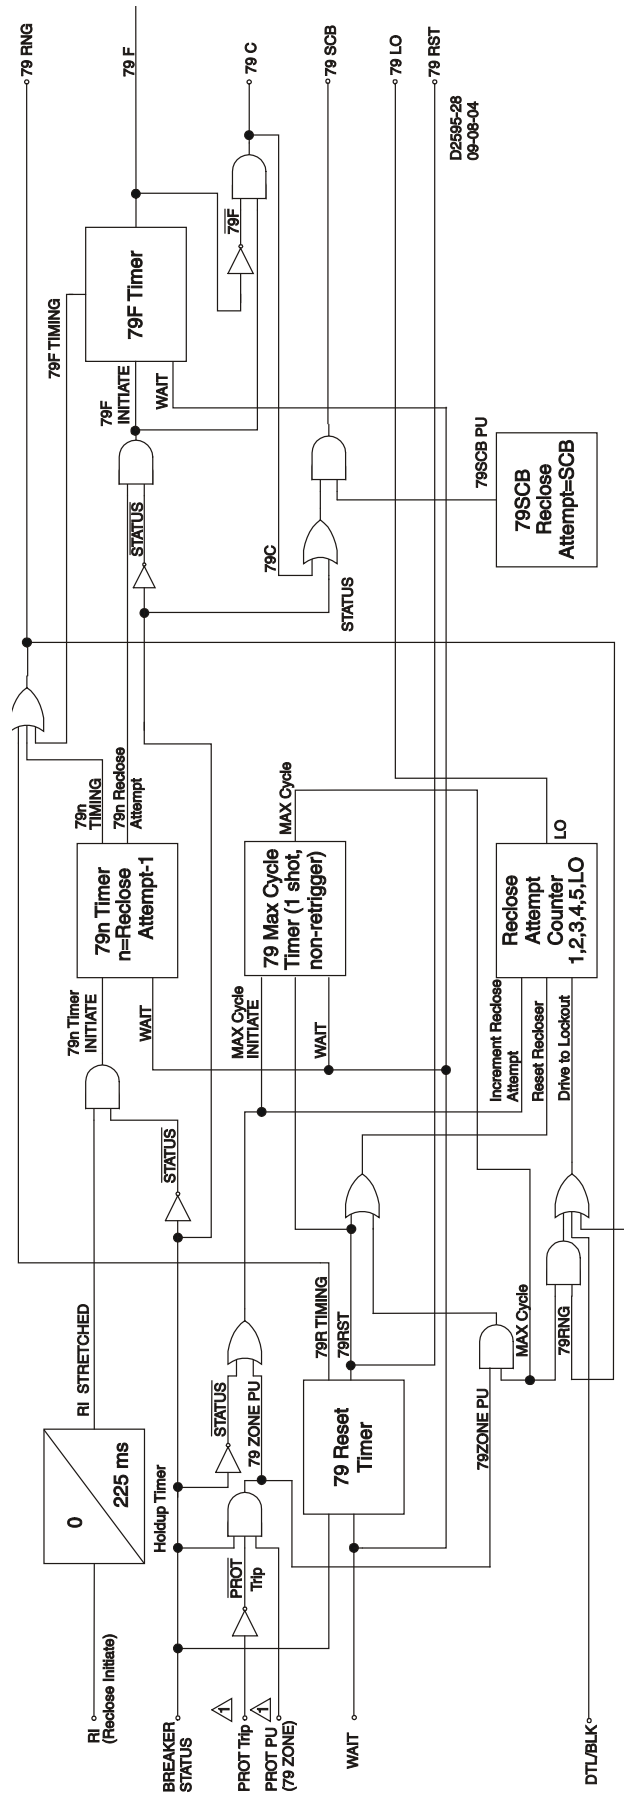 RI
(Reclose Initiate)
BREAKER
STATUS
PROT Trip
1
PROT PU
(79 ZONE)
1
WAIT
DTL/BLK
0
225 ms
Holdup Timer
RI STRETCHED
PROT
Trip
STATUS
79 ZONE PU
79 Reset
Timer
79R TIMING
79RST
79ZONE PU
MAX Cycle
79RNG
STATUS
79n Timer
INITIATE
WAIT
MAX Cycle
INITIATE
WAIT
Increment Reclose
Attempt
Reset Recloser
Drive to Lockout
79n Timer
n=Reclose
Attempt-1
79 Max Cycle
Timer (1 shot,
non-retrigger)
Reclose
Attempt
Counter
1,2,3,4,5,LO
79n
TIMING
79n Reclose
Attempt
MAX Cycle
LO
STATUS
79C
STATUS
79F
INITIATE
WAIT
79SCB PU
79SCB
Reclose
Attempt=SCB
79F TIMING
79F Timer
79F
79 RNG
79 F
79 C
79 SCB
79 LO
79 RST
D2595-28
09-08-04